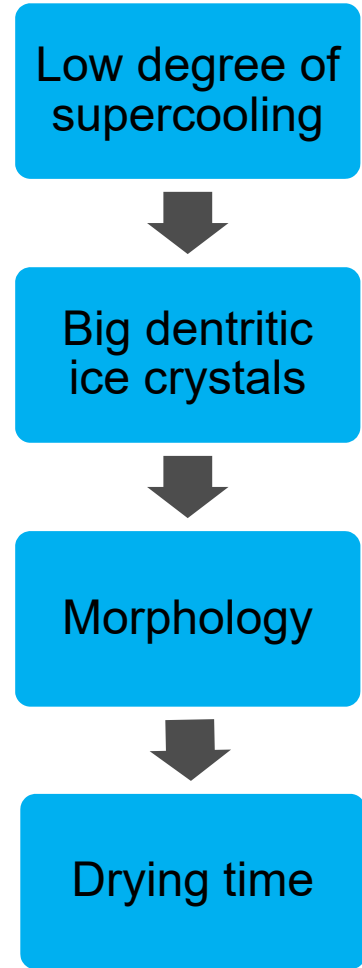 Low degree of
supercooling
Big dentritic
ice crystals
Morphology
Drying time